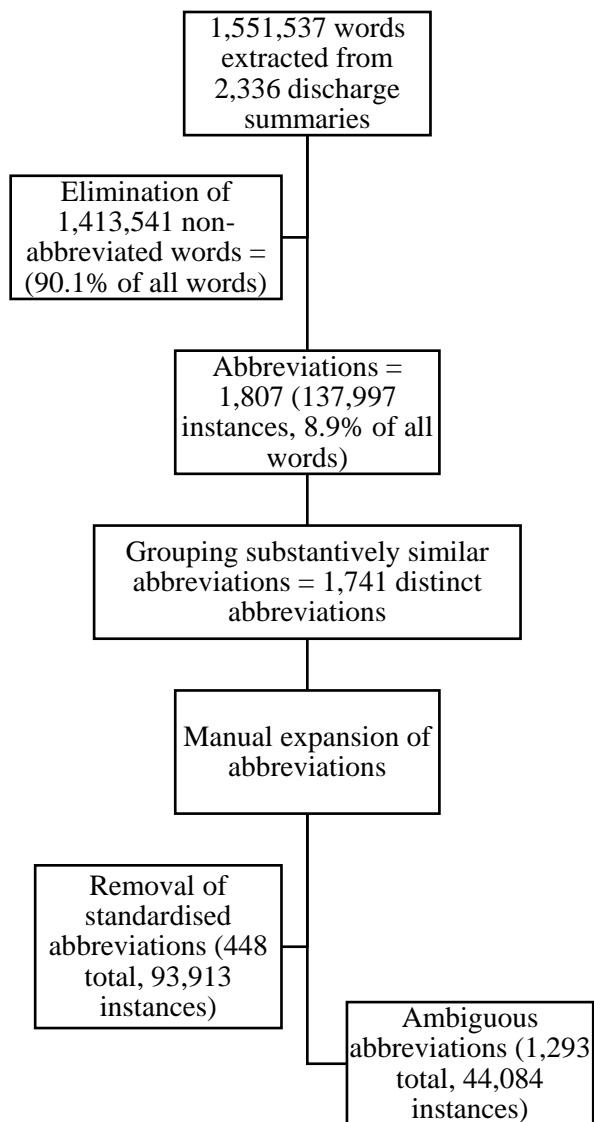 1,551,537 words
extracted from
2,336 discharge
summaries
Elimination of
1,413,541 non-
abbreviated words =
(90.1% of all words)
Abbreviations =
1,807 (137,997
instances, 8.9% of all
words)
Grouping substantively similar
abbreviations = 1,741 distinct
abbreviations
Manual expansion of
abbreviations
Removal of
standardised
abbreviations (448
total, 93,913
instances)
Ambiguous
abbreviations (1,293
total, 44,084
instances)